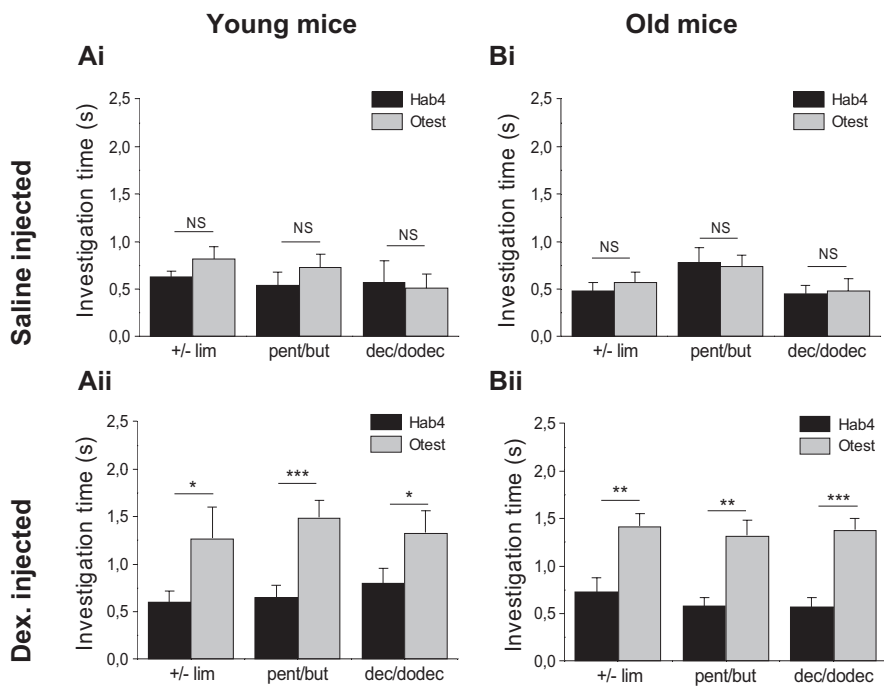 Young mice
Old mice
Saline injected
Dex. injected
Ai
Investigation time (s)
2,5
2,0
1,5
1,0
0,5
0,0
Hab4
Otest
NS
NS
NS
+/- lim
pent/but
dec/dodec
Bi
Investigation time (s)
2,5
2,0
1,5
1,0
0,5
0,0
Hab4
Otest
NS
NS
NS
+/- lim
pent/but
dec/dodec
Aii
Investigation time (s)
2,5
2,0
1,5
1,0
0,5
0,0
Hab4
Otest
*
***
*
+/- lim
pent/but
dec/dodec
Bii
Investigation time (s)
2,5
2,0
1,5
1,0
0,5
0,0
Hab4
Otest
**
**
***
+/- lim
pent/but
dec/dodec